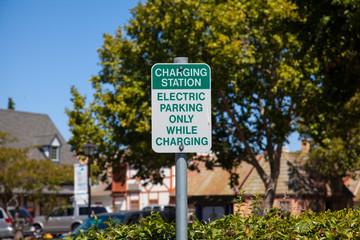 CHARGING
STATION
ELECTRIC
PARKING
ONLY
WHILE
CHARGING